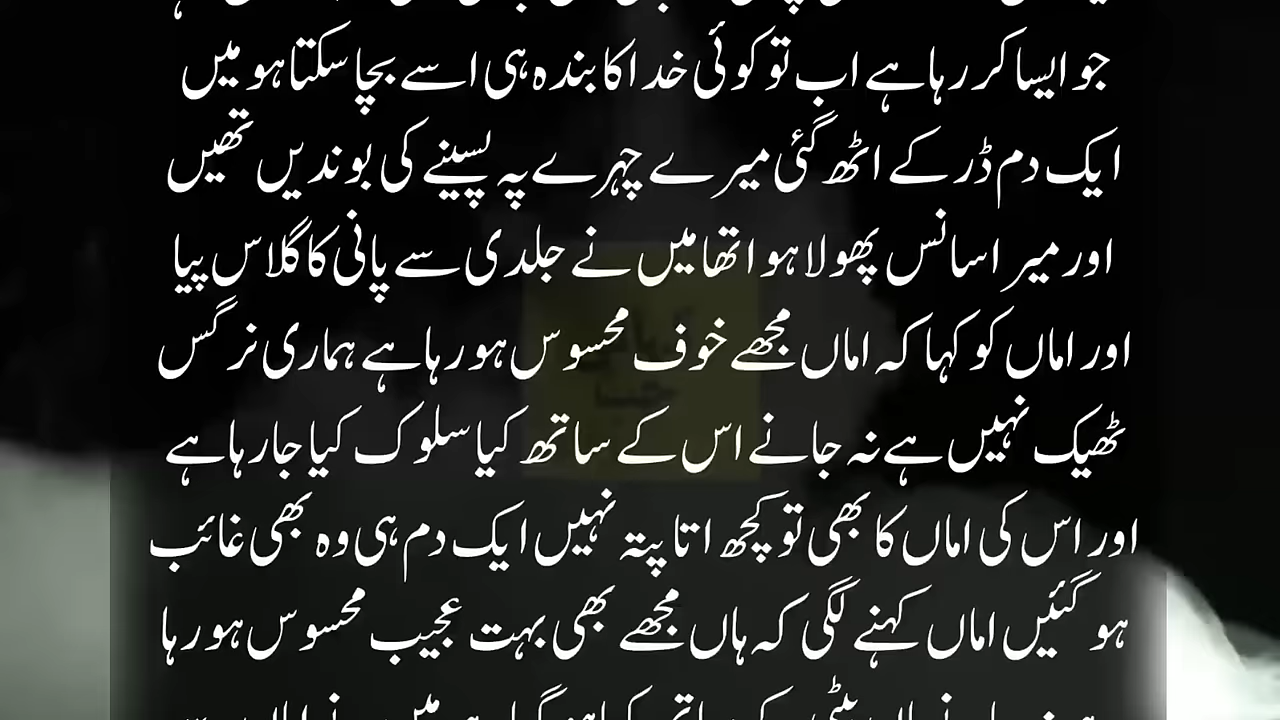 جو ایسا کر رہا ہے اب تو کوئی خدا کا بندہ ہی اسے بچا سکتا ہو میں
ایک دم ڈر کے اٹھ گئی میرے چہرے پہ پسینے کی بوندیں تھیں
اور میرا سانس پھولا ہوا تھا میں نے جلدی سے پانی کا گلاس پیا
اور اماں کو کہا کہ اماں مجھے خوف محسوس ہو رہا ہے ہماری نرگس
ٹھیک نہیں ہے نہ جانے اس کے ساتھ کیا سلوک کیا جا رہا ہے
اور اس کی اماں کا بھی تو کچھ اتا پتہ نہیں ایک دم ہی وہ بھی غائب
ہو گئیں اماں کہنے لگی کہ ہاں مجھے بھی بہت عجیب محسوس ہو رہا